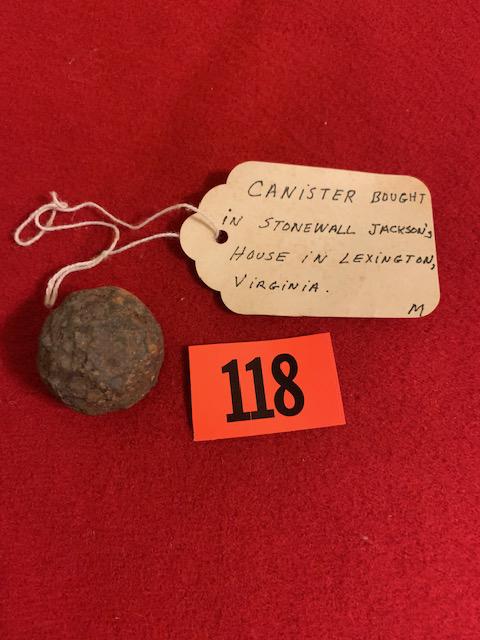 CANISTER BOUGHT
IN STONEWALL JACKSON'S
HOUSE IN LEXINGTON,
VIRGINIA.
M
118